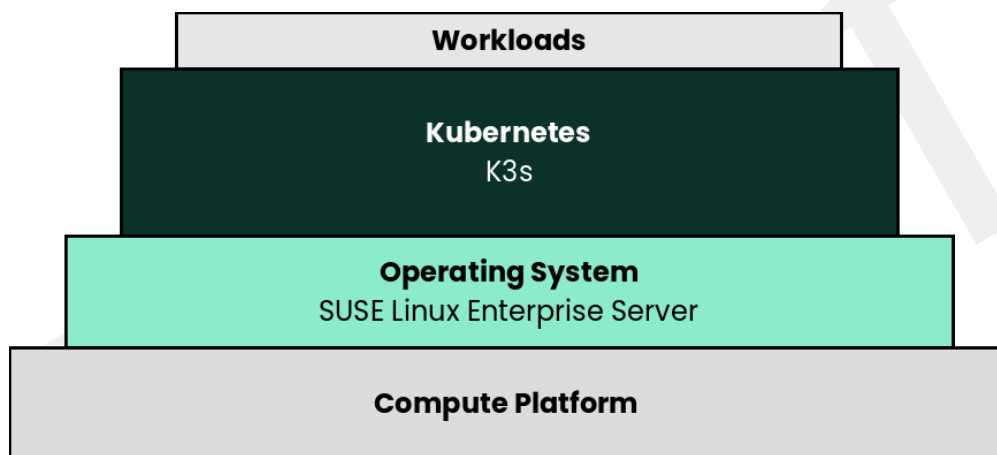 Workloads
Kubernetes
K3s
Operating System
SUSE Linux Enterprise Server
Compute Platform